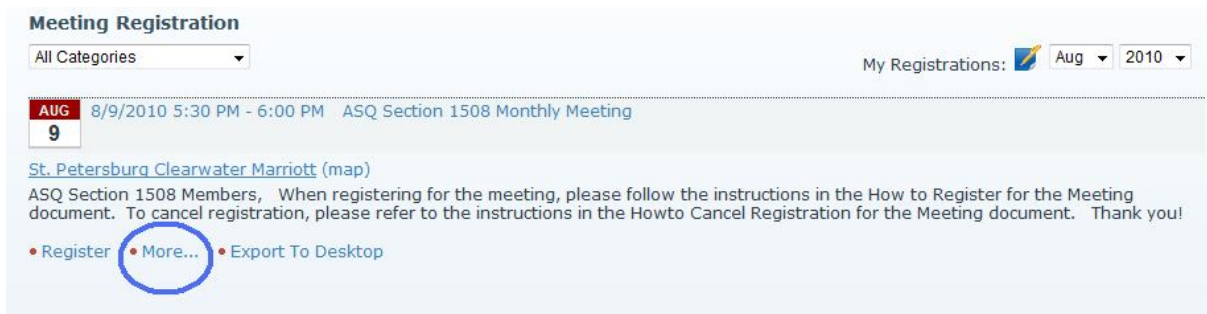 Meeting Registration
All Categories
My Registrations: Aug 2010
AUG 8/9/2010 5:30 PM - 6:00 PM ASQ Section 1508 Monthly Meeting
9
St. Petersburg Clearwater Marriott (map)
ASQ Section 1508 Members, When registering for the meeting, please follow the instructions in the How to Register for the Meeting
document. To cancel registration, please refer to the instructions in the Howto Cancel Registration for the Meeting document. Thank you!
• Register • More... • Export To Desktop